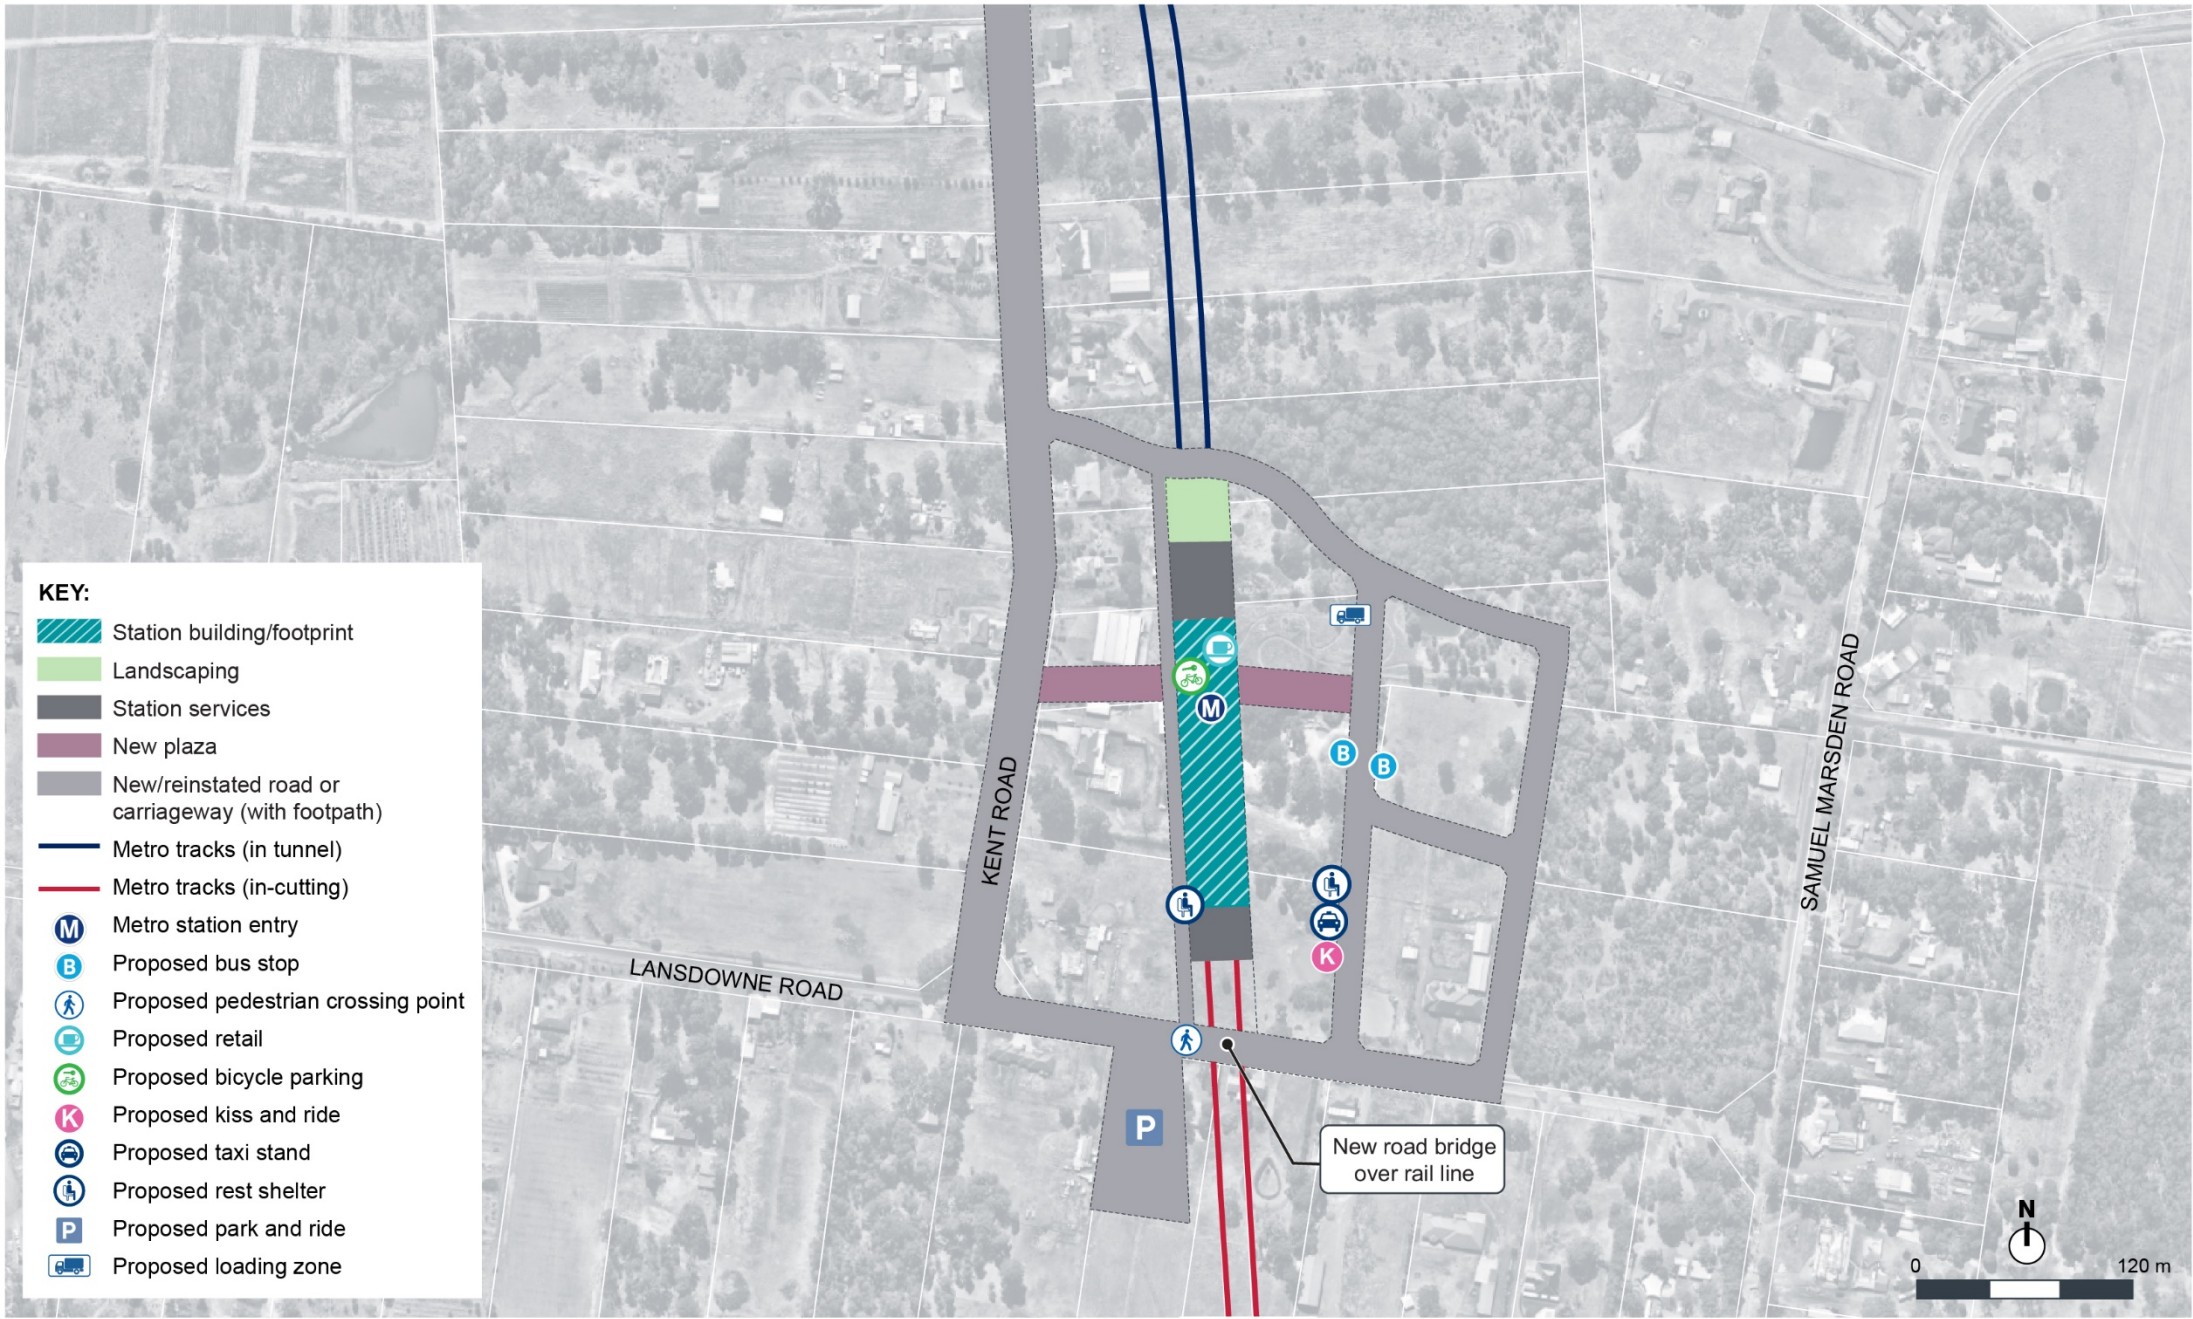 KEY:
Station building/footprint
Landscaping
Station services
New plaza
New/reinstated road or
carriageway (with footpath)
Metro tracks (in tunnel)
Metro tracks (in-cutting)
M Metro station entry
B Proposed bus stop
Proposed pedestrian crossing point
Proposed retail
Proposed bicycle parking
K Proposed kiss and ride
Proposed taxi stand
Proposed rest shelter
P Proposed park and ride
Proposed loading zone
KENT ROAD
LANSDOWNE ROAD
SAMUEL MARSDEN ROAD
M
B
B
K
P
New road bridge
over rail line
N
0 120 m